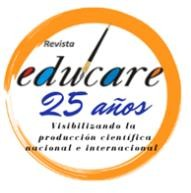 Revista
educare
25 años
Visibilizando la
producción científica
nacional e internacional